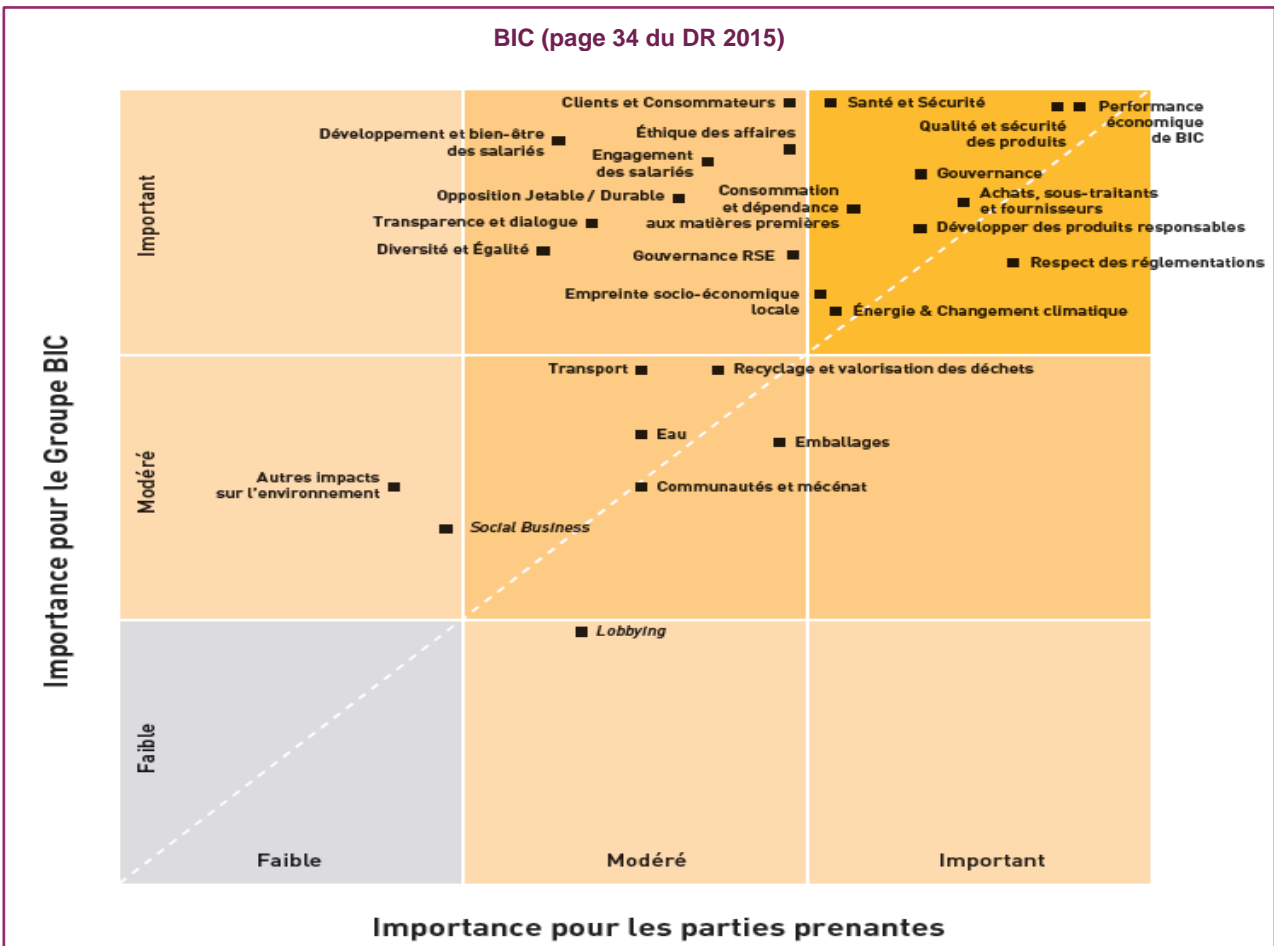 BIC (page 34 du DR 2015)
Clients et Consommateurs
Santé et Sécurité
Performance
économique
de BIC
Développement et bien-être
des salariés
Éthique des affaires
Qualité et sécurité
des produits
Engagement
des salariés
Gouvernance
Opposition Jetable / Durable
Consommation
et dépendance
aux matières premières
Achats, sous-traitants
et fournisseurs
Transparence et dialogue
Développer des produits responsables
Diversité et Égalité
Gouvernance RSE
Respect des réglementations
Empreinte socio-économique
locale
Énergie & Changement climatique
Important
Transport
Recyclage et valorisation des déchets
Eau
Emballages
Autres impacts
sur l'environnement
Communautés et mécénat
Social Business
Modéré
Lobbying
Faible
Importance pour le Groupe BIC
Faible
Modéré
Important
Importance pour les parties prenantes